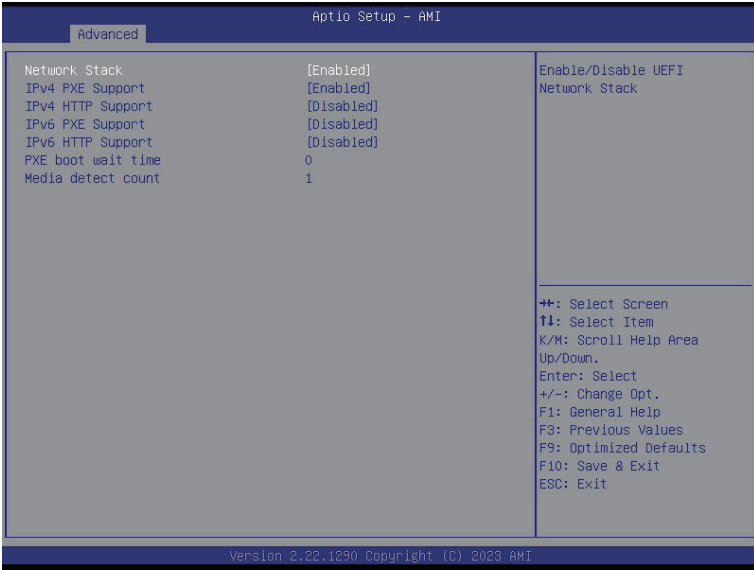 Aptio Setup – AMI
Advanced
Network Stack [Enabled]
IPv4 PXE Support [Enabled]
IPv4 HTTP Support [Disabled]
IPv6 PXE Support [Disabled]
IPv6 HTTP Support [Disabled]
PXE boot wait time 0
Media detect count 1
Enable/Disable UEFI
Network Stack
→←: Select Screen
↑↓: Select Item
K/M: Scroll Help Area
Up/Down.
Enter: Select
+/-: Change Opt.
F1: General Help
F3: Previous Values
F9: Optimized Defaults
F10: Save & Exit
ESC: Exit
Version 2.22.1290 Copyright (C) 2023 AMI